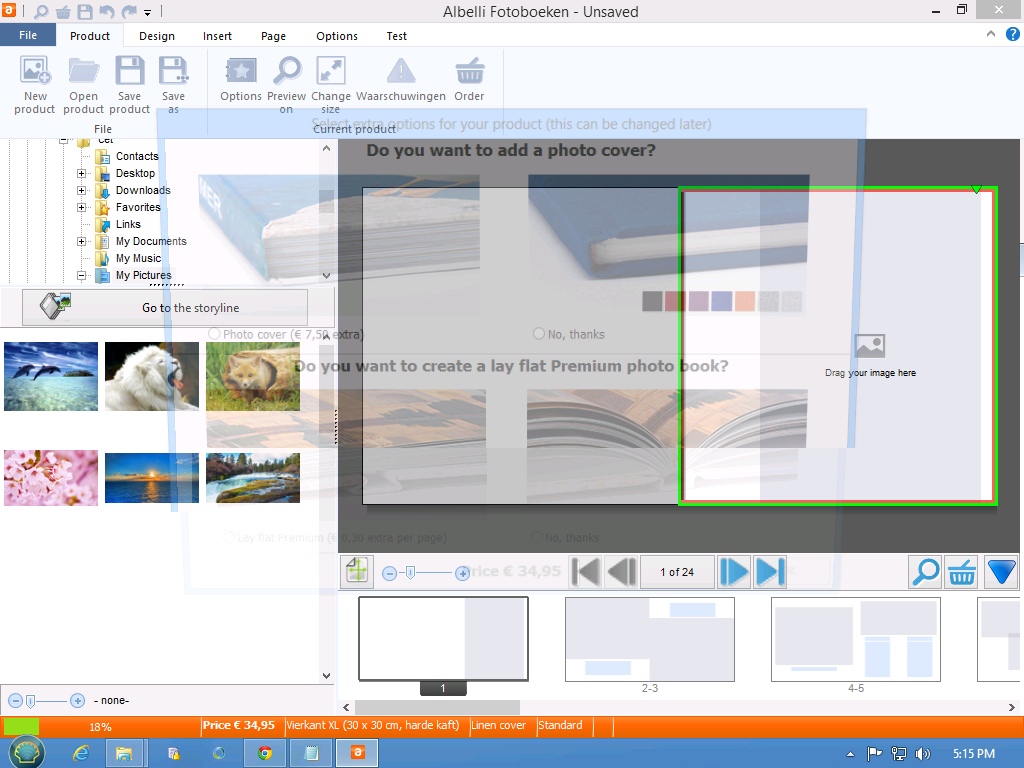 Albelli Fotoboeken - Unsaved
File
Product
Design
Insert
Page
Options
Test
New product
Open product
Save product
Save as
Options
Preview on
Change size
Waarschuwingen
Order
File
Current product
Select extra options for your product (this can be changed later)
Cet
Contacts
Desktop
Downloads
Favorites
Links
My Documents
My Music
My Pictures
Do you want to add a photo cover?
Go to the storyline
Photo cover (€ 7,50 extra)
No, thanks
Do you want to create a lay flat Premium photo book?
Drag your image here
Lay flat Premium (€ 0,30 extra per page)
No, thanks
Price € 34,95
1 of 24
1
2-3
4-5
- none-
18%
Price € 34,95
Vierkant XL (30 x 30 cm, harde kaft)
Linen cover
Standard
5:15 PM